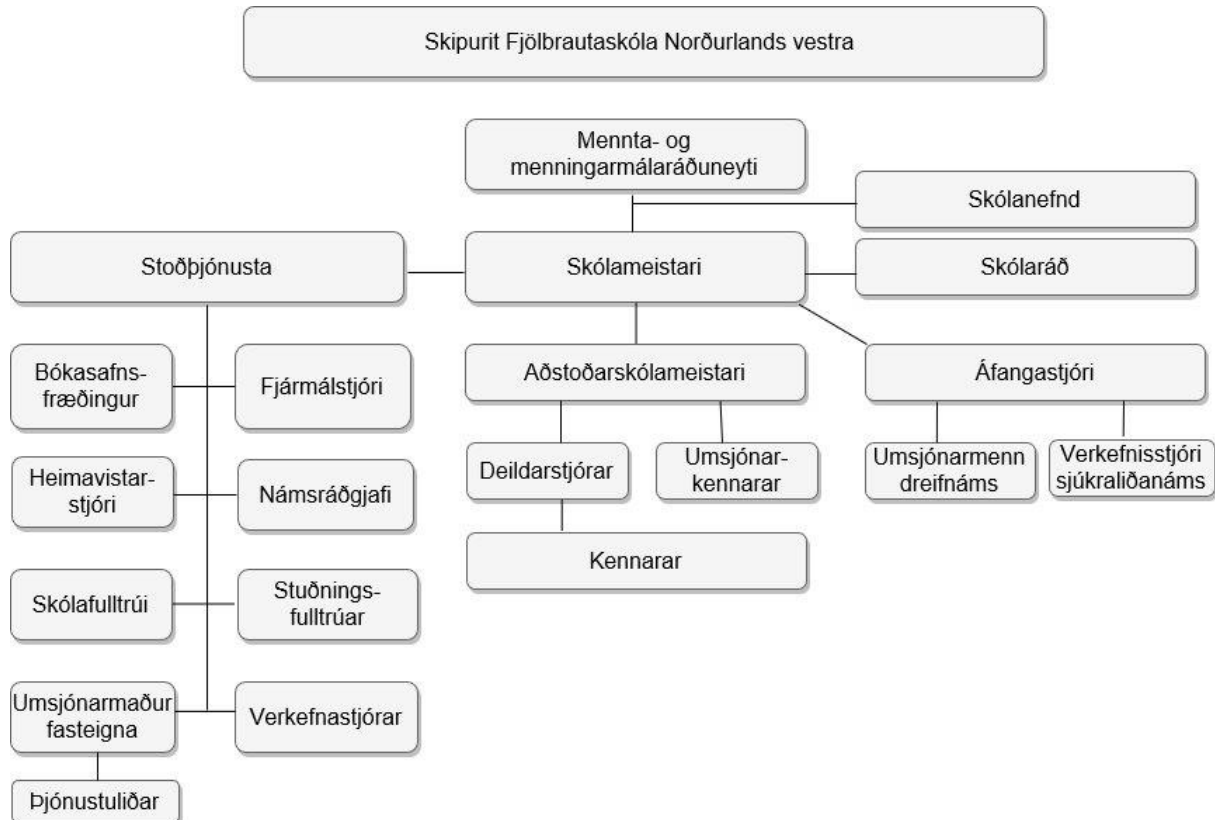 Skipurit Fjölbrautaskóla Norðurlands vestra
Mennta- og
menningarmálaráðuneyti
Skólanefnd
Stoðþjónusta
Skólameistari
Skólaráð
Bókasafns-
fræðingur
Fjármálstjóri
Aðstoðarskólameistari
Áfangastjóri
Heimavistar-
stjóri
Námsráðgjafi
Deildarstjórar
Umsjónar-
kennarar
Umsjónarmenn
dreifnáms
Verkefnisstjóri
sjúkraliðanáms
Kennarar
Skólafulltrúi
Stuðnings-
fulltrúar
Umsjónarmaður
fasteigna
Verkefnastjórar
Þjónustuliðar